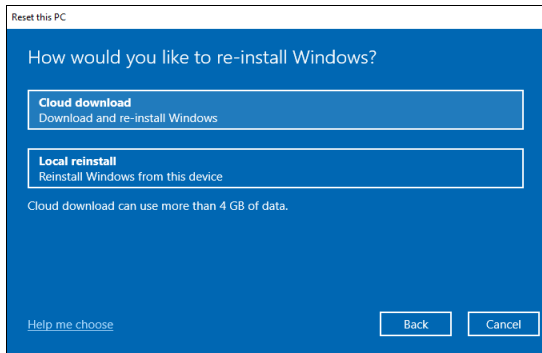 Reset this PC
How would you like to re-install Windows?
Cloud download
Download and re-install Windows
Local reinstall
Reinstall Windows from this device
Cloud download can use more than 4 GB of data.
Help me choose
Back
Cancel